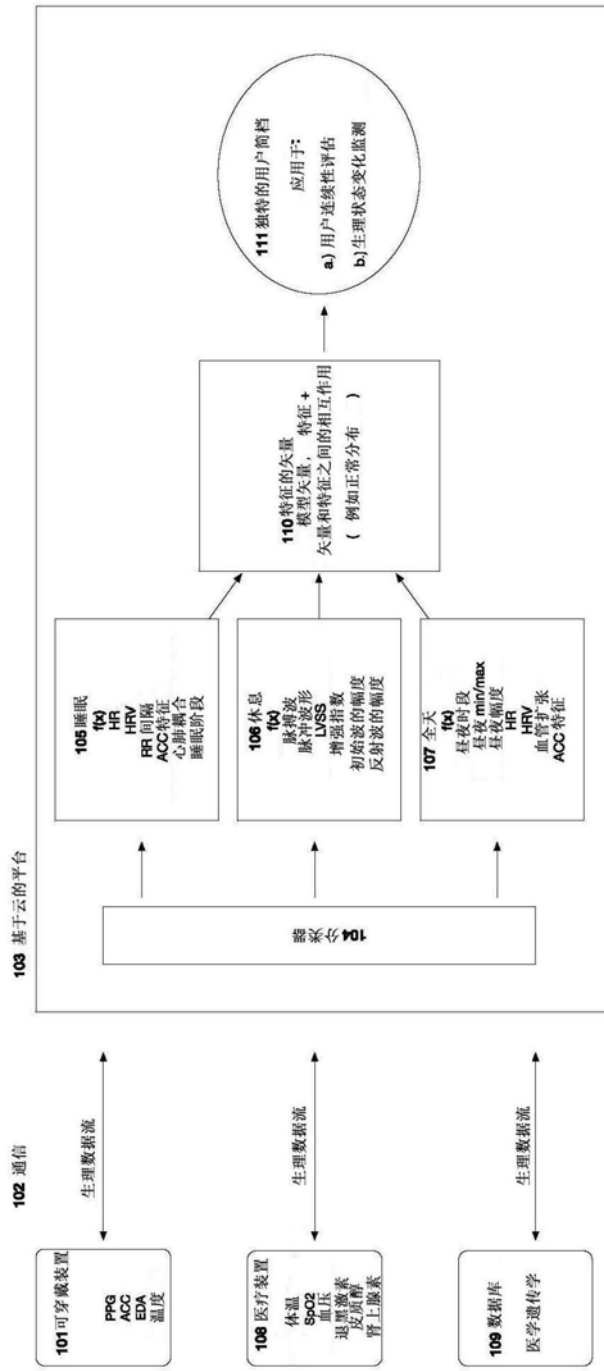 102 通信
103 基于云的平台
101 可穿戴装置
PPG
ACC
EDA
温度
生理数据流
108 医疗装置
体温
SpO2
血压
退黑激素
皮质醇
肾上腺素
生理数据流
109 数据库
医学遗传学
生理数据流
104 分类器
105 睡眠
f(x)
HR
HRV
RR 间隔
ACC 特征
心肺耦合
睡眠阶段
106 休息
f(x)
脉搏波
脉冲波形
LVSS
增强指数
初始波的幅度
反射波的幅度
107 全天
f(x)
昼夜时段
昼夜 min/max
昼夜幅度
HR
HRV
血管扩张
ACC 特征
110 特征的矢量
模型矢量， 特征 +
矢量和特征之间的相互作用
( 例如正常分布 )
111 独特的用户简档
应用于:
a.) 用户连续性评估
b.) 生理状态变化监测